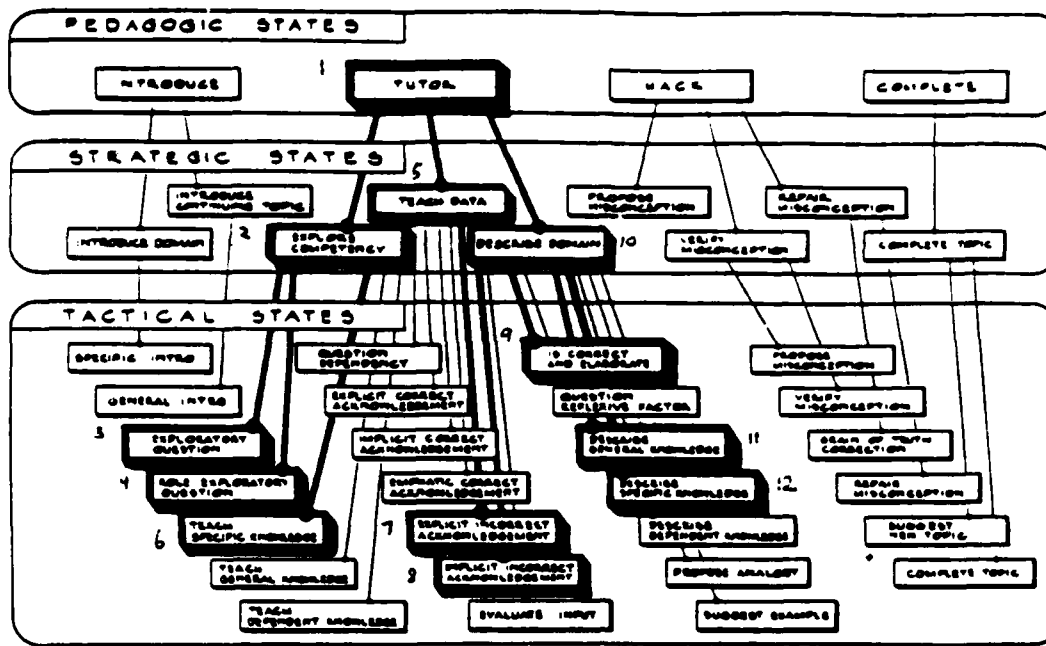 PEDAGOGIC STATES
1
INTRODUCE
TUTOR
HACK
COMPLETE
STRATEGIC STATES
5
INTRODUCE
CONTINUING TOPIC
TEACH DATA
PROPOSE
MISCONCEPTION
REPAIR
MISCONCEPTION
INTRODUCE DOMAIN
2
EXPLORE
COMPETENCY
DESCRIBE DOMAIN
10
VERIFY
MISCONCEPTION
COMPLETE TOPIC
TACTICAL STATES
9
SPECIFIC INTRO
QUESTION
DEPENDENCY
ID CORRECT
AND ELABORATE
PROPOSE
MISCONCEPTION
GENERAL INTRO
EXPLICIT CORRECT
ACKNOWLEDGEMENT
QUESTION
REFLEXIVE FACTOR
VERIFY
MISCONCEPTION
3
EXPLORATORY
QUESTION
IMPLICIT CORRECT
ACKNOWLEDGEMENT
DESCRIBE
GENERAL KNOWLEDGE
11
GRAIN OF TRUTH
CORRECTION
4
ROLE EXPLORATORY
QUESTION
EMPHATIC CORRECT
ACKNOWLEDGEMENT
DESCRIBE
SPECIFIC KNOWLEDGE
12
REPAIR
MISCONCEPTION
6
TEACH
SPECIFIC KNOWLEDGE
7
EXPLICIT INCORRECT
ACKNOWLEDGEMENT
DESCRIBE
DEPENDENT KNOWLEDGE
SUGGEST
NEW TOPIC
TEACH
GENERAL KNOWLEDGE
8
IMPLICIT INCORRECT
ACKNOWLEDGEMENT
PROPOSE ANALOGY
COMPLETE TOPIC
TEACH
DEPENDENT KNOWLEDGE
EVALUATE INPUT
SUGGEST EXAMPLE